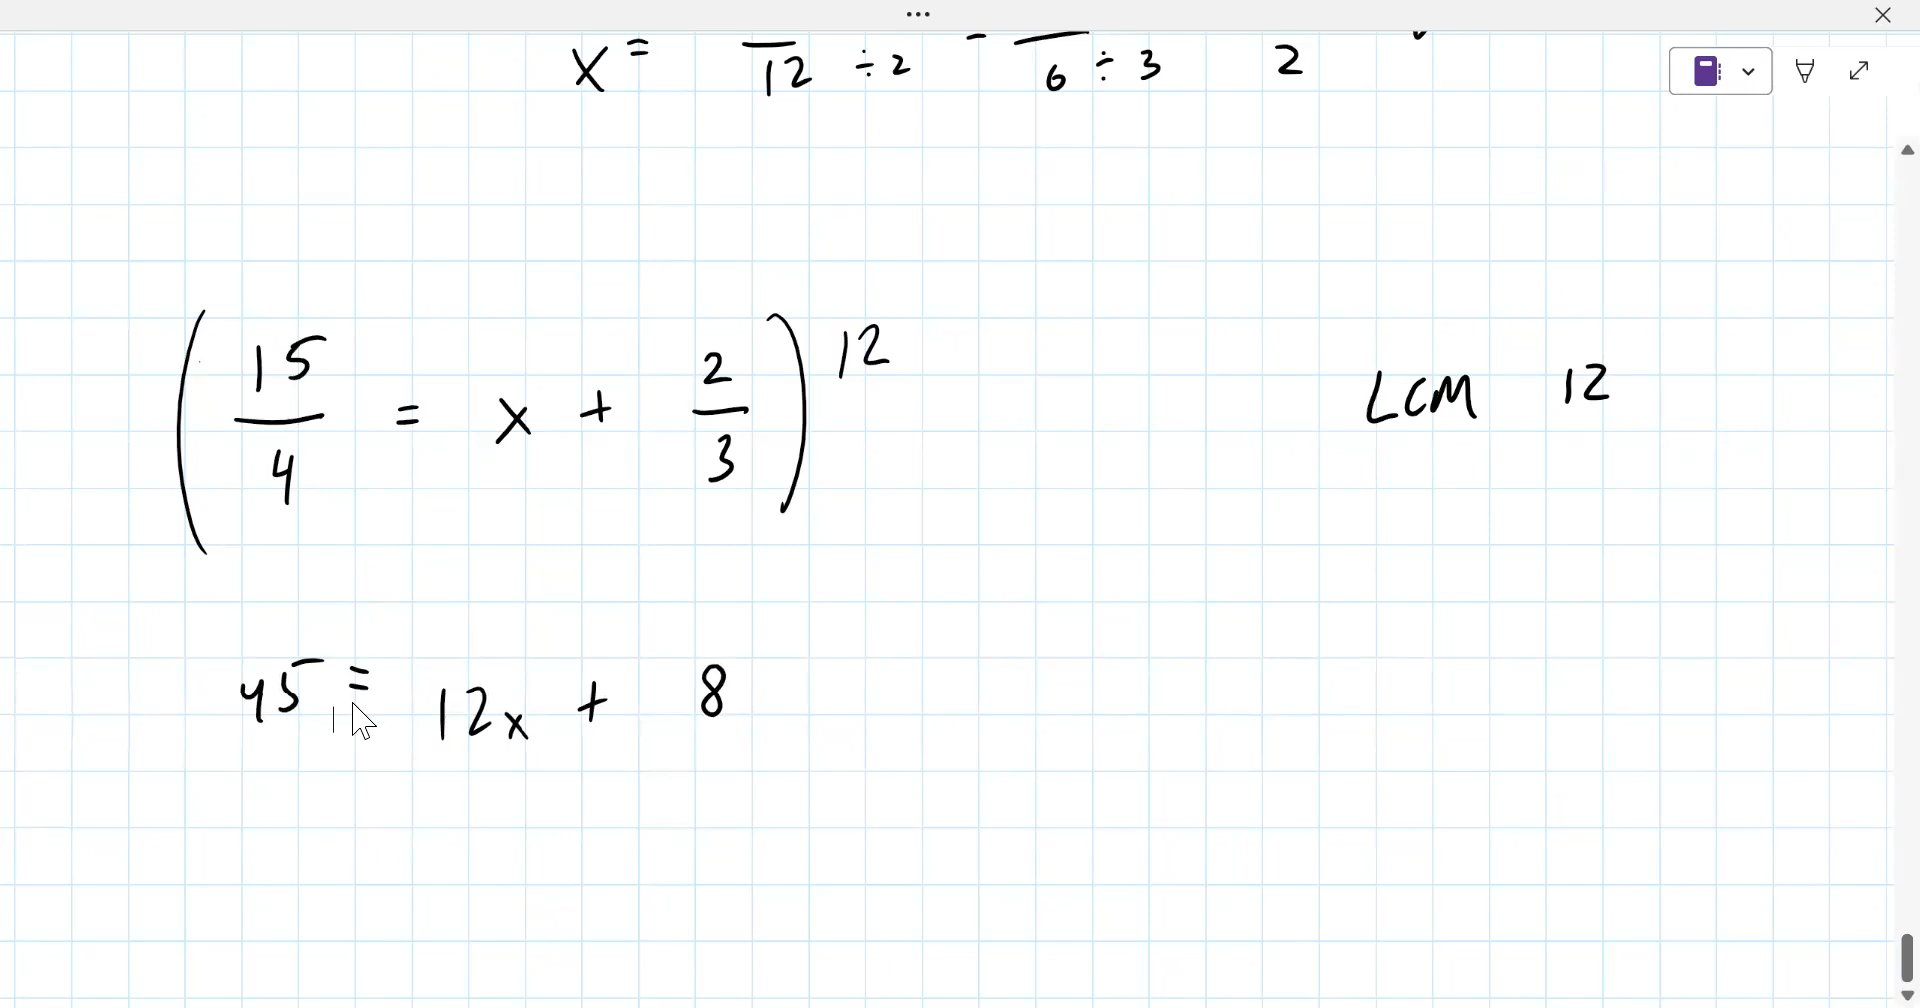 X = 12 ÷ 2 - 6 ÷ 3 2
( 15/4 = x + 2/3 ) 12
LCM 12
45 = 12x + 8